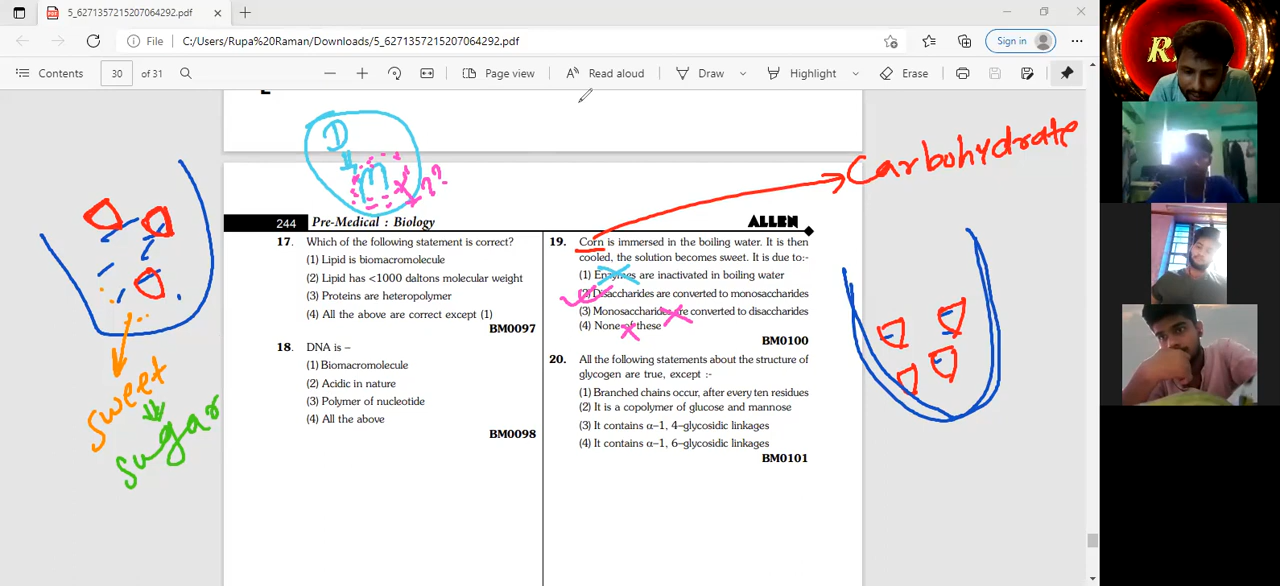 5_6271357215207064292.pdf
File
C:/Users/Rupa%20Raman/Downloads/5_6271357215207064292.pdf
Sign in
Contents
30
of 31
Page view
Read aloud
Draw
Highlight
Erase
D
m
n?
Carbohydrate
244
Pre-Medical : Biology
ALLEN
17. Which of the following statement is correct?
(1) Lipid is biomacromolecule
(2) Lipid has <1000 daltons molecular weight
(3) Proteins are heteropolymer
(4) All the above are correct except (1)
BM0097
18. DNA is –
(1) Biomacromolecule
(2) Acidic in nature
(3) Polymer of nucleotide
(4) All the above
BM0098
19. Corn is immersed in the boiling water. It is then
cooled, the solution becomes sweet. It is due to:-
(1) Enzymes are inactivated in boiling water
(2) Disaccharides are converted to monosaccharides
(3) Monosaccharides are converted to disaccharides
(4) None of these
BM0100
20. All the following statements about the structure of
glycogen are true, except :-
(1) Branched chains occur, after every ten residues
(2) It is a copolymer of glucose and mannose
(3) It contains α–1, 4–glycosidic linkages
(4) It contains α–1, 6–glycosidic linkages
BM0101
sweet
sugar